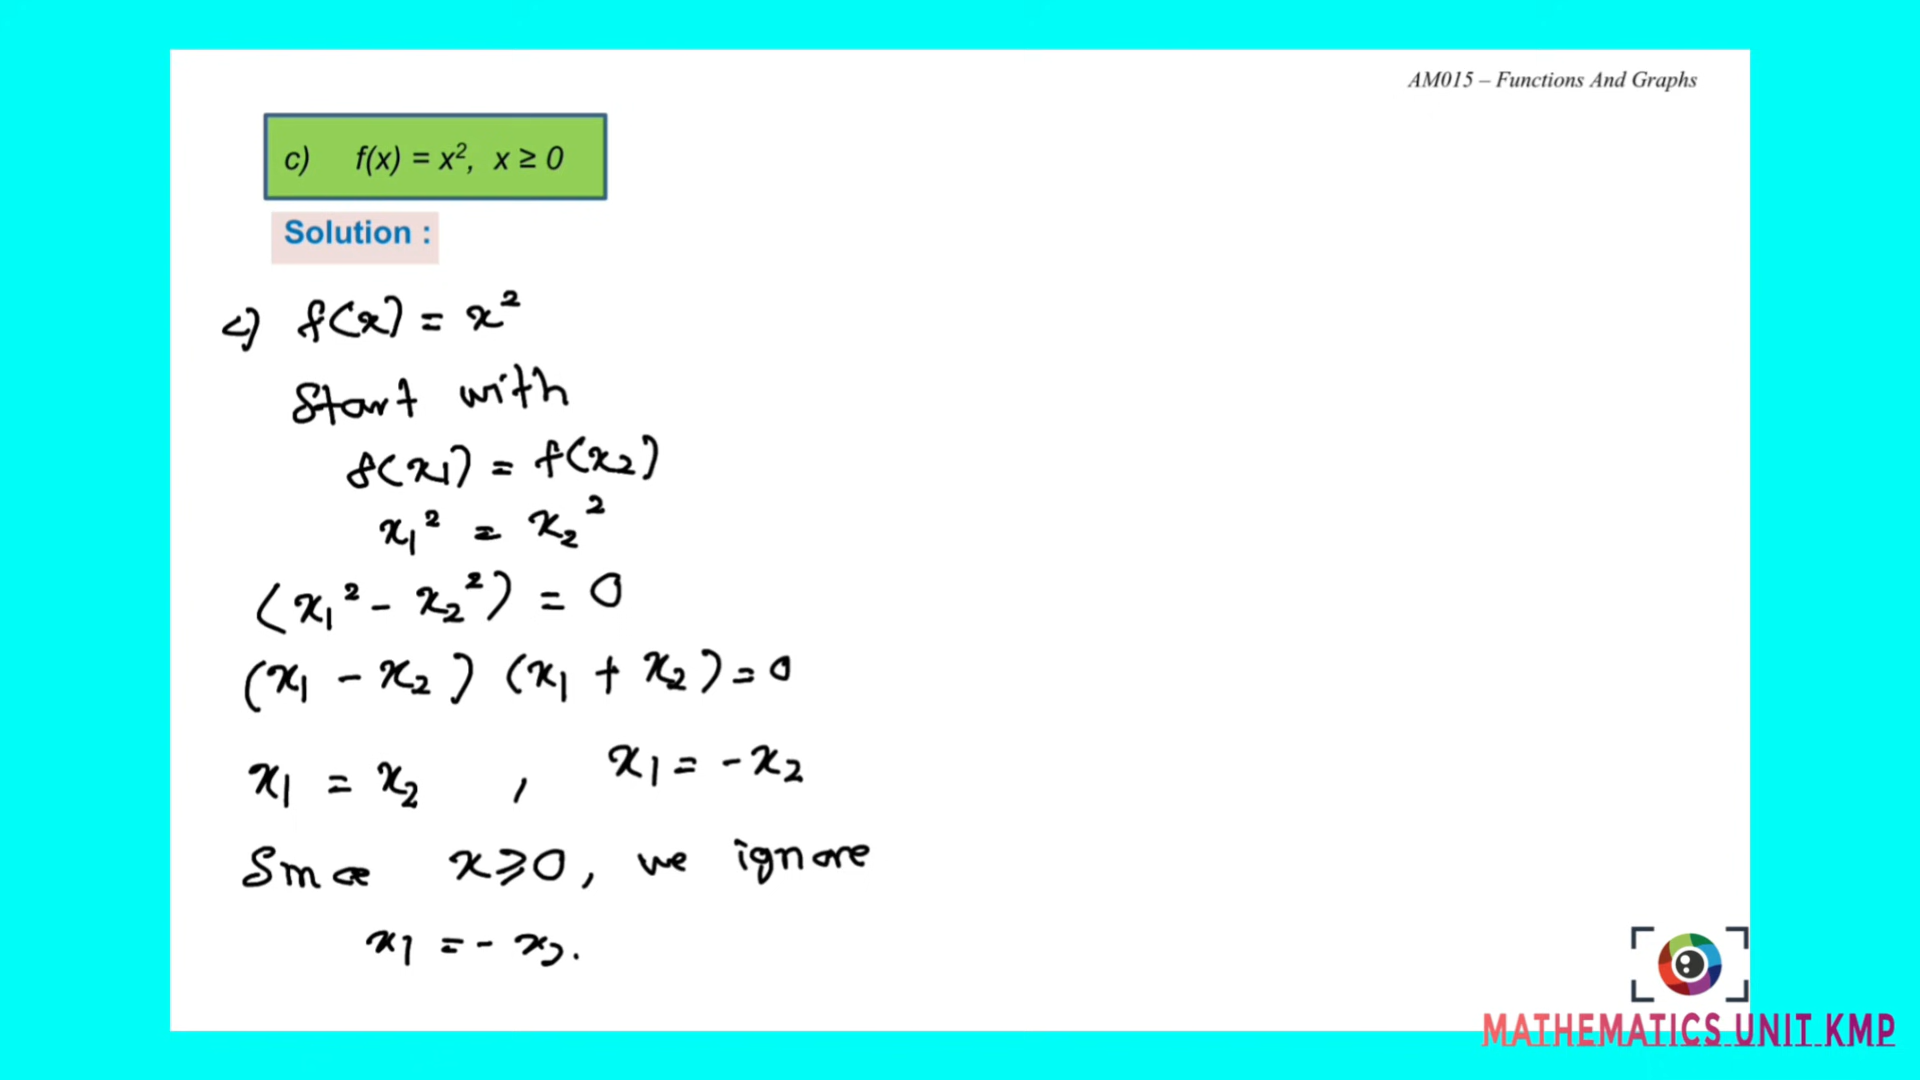 AM015 – Functions And Graphs
c) f(x) = x², x ≥ 0
Solution :
c) f(x) = x²
Start with
f(x₁) = f(x₂)
x₁² = x₂²
(x₁² - x₂²) = 0
(x₁ - x₂) (x₁ + x₂) = 0
x₁ = x₂ , x₁ = -x₂
Since x ≥ 0, we ignore
x₁ = - x₂.
MATHEMATICS UNIT KMP